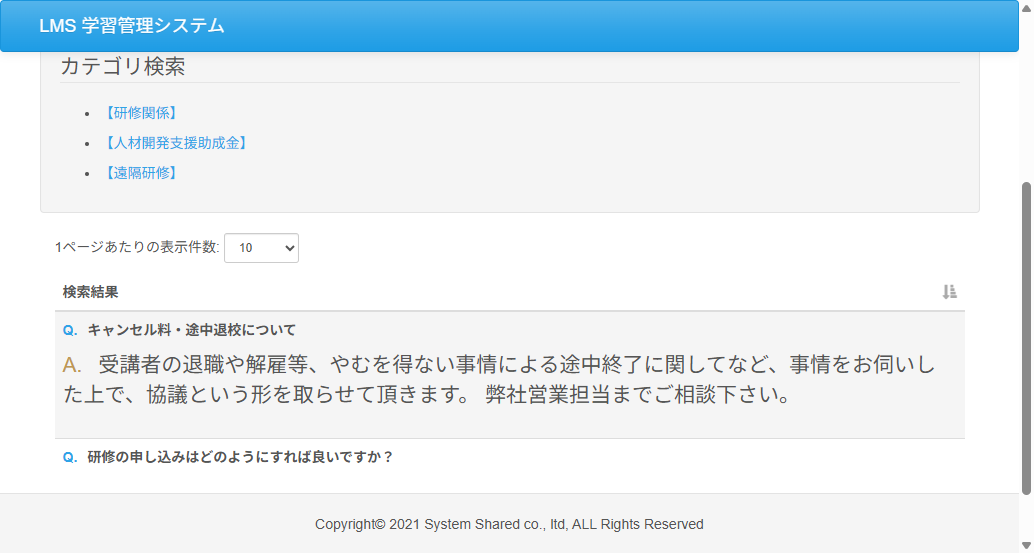 LMS 学習管理システム
カテゴリ検索
【研修関係】
【人材開発支援助成金】
【遠隔研修】
1ページあたりの表示件数: 10
検索結果
Q. キャンセル料・途中退校について
A. 受講者の退職や解雇等、やむを得ない事情による途中終了に関してなど、事情をお伺いし
た上で、協議という形を取らせて頂きます。 弊社営業担当までご相談下さい。
Q. 研修の申し込みはどのようにすれば良いですか？
Copyright© 2021 System Shared co., ltd, ALL Rights Reserved